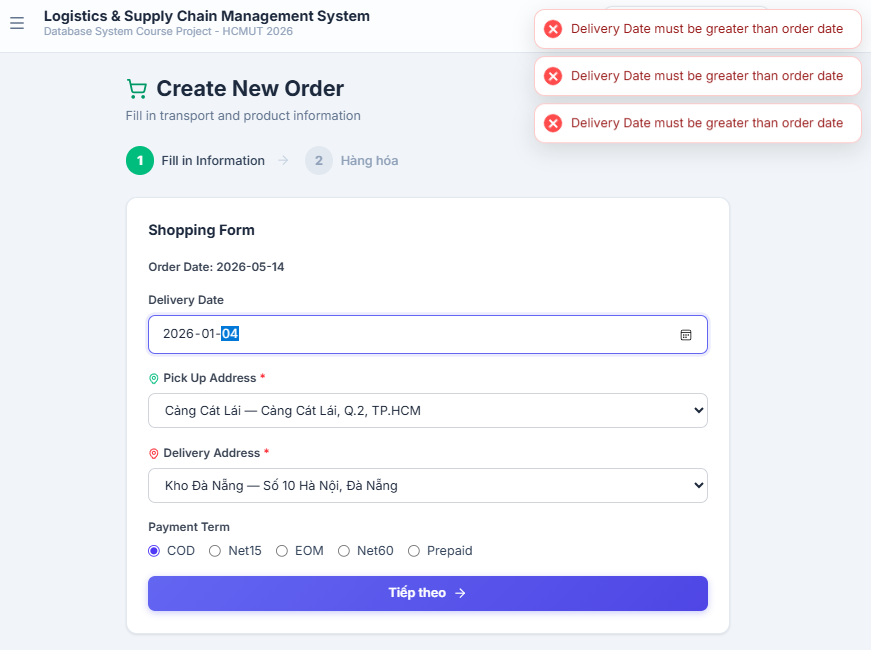 Logistics & Supply Chain Management System
Database System Course Project - HCMUT 2026
Delivery Date must be greater than order date
Delivery Date must be greater than order date
Delivery Date must be greater than order date
Create New Order
Fill in transport and product information
1 Fill in Information → 2 Hàng hóa
Shopping Form
Order Date: 2026-05-14
Delivery Date
2026-01-04
Pick Up Address *
Cảng Cát Lái — Cảng Cát Lái, Q.2, TP.HCM
Delivery Address *
Kho Đà Nẵng — Số 10 Hà Nội, Đà Nẵng
Payment Term
COD Net15 EOM Net60 Prepaid
Tiếp theo →